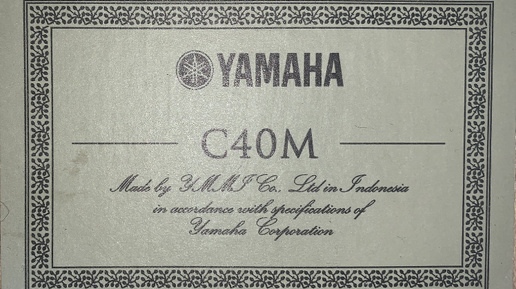 YAMAHA
C40M
Made by YMMI Co., Ltd in Indonesia
in accordance with specifications of
Yamaha Corporation